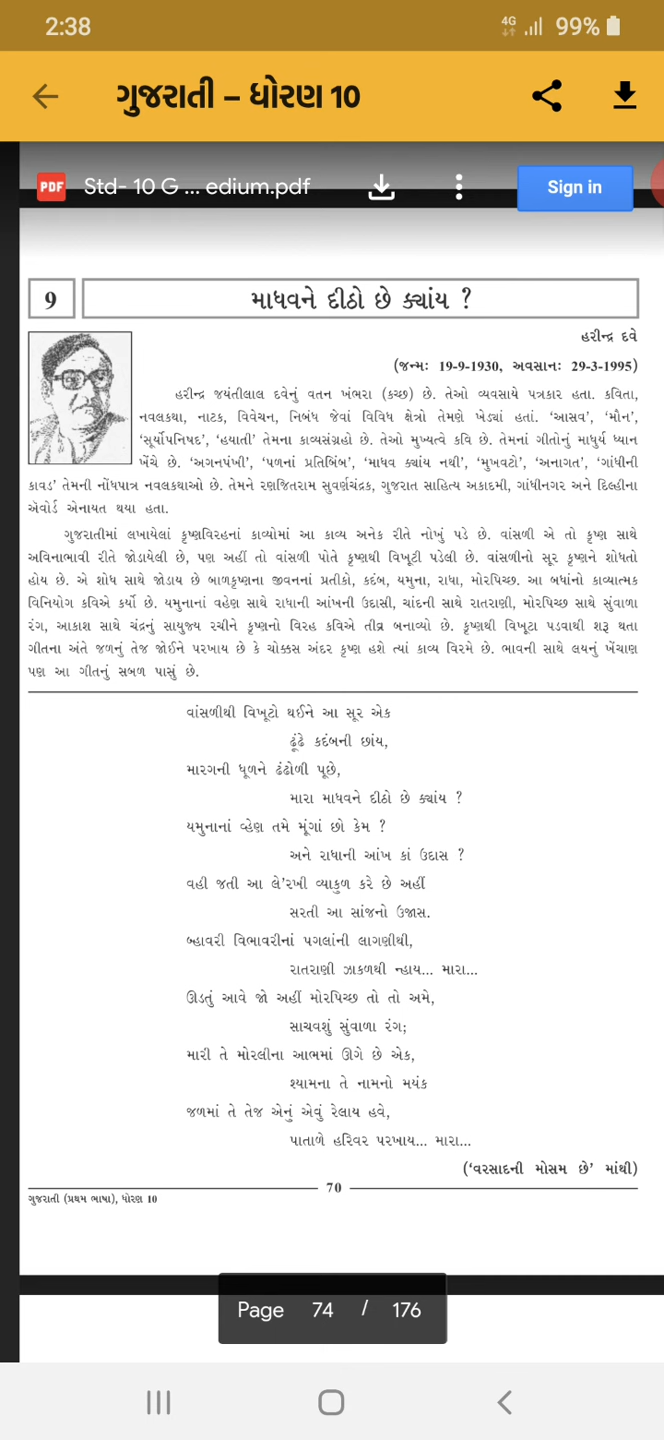 2:38
4G 99%
ગુજરાતી – ધોરણ 10
PDF Std- 10 G ... edium.pdf Sign in
9 માધવને દીઠો છે ક્યાંય ?
હરીન્દ્ર દવે
(જન્મ: 19-9-1930, અવસાન: 29-3-1995)
હરીન્દ્ર જયંતીલાલ દવેનું વતન ખંભરા (કચ્છ) છે. તેઓ વ્યવસાયે પત્રકાર હતા. કવિતા,
નવલકથા, નાટક, વિવેચન, નિબંધ જેવાં વિવિધ ક્ષેત્રો તેમણે ખેડ્યાં હતાં. ‘આસવ’, ‘મૌન’,
‘સૂર્યોપનિષદ’, ‘હયાતી’ તેમના કાવ્યસંગ્રહો છે. તેઓ મુખ્યત્વે કવિ છે. તેમનાં ગીતોનું માધુર્ય ધ્યાન
ખેંચે છે. ‘અગનપંખી’, ‘પળનાં પ્રતિબિંબ’, ‘માધવ ક્યાંય નથી’, ‘મુખવટો’, ‘અનાગત’, ‘ગાંધીની
કાવડ’ તેમની નોંધપાત્ર નવલકથાઓ છે. તેમને રણજિતરામ સુવર્ણચંદ્રક, ગુજરાત સાહિત્ય અકાદમી, ગાંધીનગર અને દિલ્હીના
ઍવોર્ડ એનાયત થયા હતા.
ગુજરાતીમાં લખાયેલાં કૃષ્ણવિરહનાં કાવ્યોમાં આ કાવ્ય અનેક રીતે નોખું પડે છે. વાંસળી એ તો કૃષ્ણ સાથે
અવિનાભાવી રીતે જોડાયેલી છે, પણ અહીં તો વાંસળી પોતે કૃષ્ણથી વિખૂટી પડેલી છે. વાંસળીનો સૂર કૃષ્ણને શોધતો
હોય છે. એ શોધ સાથે જોડાય છે બાળકૃષ્ણના જીવનનાં પ્રતીકો, કદંબ, યમુના, રાધા, મોરપિચ્છ. આ બધાંનો કાવ્યાત્મક
વિનિયોગ કવિએ કર્યો છે. યમુનાનાં વહેણ સાથે રાધાની આંખની ઉદાસી, ચાંદની સાથે રાતરાણી, મોરપિચ્છ સાથે સુંવાળા
રંગ, આકાશ સાથે ચંદ્રનું સાયુજ્ય રચીને કૃષ્ણનો વિરહ કવિએ તીવ્ર બનાવ્યો છે. કૃષ્ણથી વિખૂટા પડવાથી શરૂ થતા
ગીતના અંતે જળનું તેજ જોઈને પરખાય છે કે ચોક્કસ અંદર કૃષ્ણ હશે ત્યાં કાવ્ય વિરમે છે. ભાવની સાથે લયનું ખેંચાણ
પણ આ ગીતનું સબળ પાસું છે.
વાંસળીથી વિખૂટો થઈને આ સૂર એક
ઢૂંઢે કદંબની છાંય,
મારગની ધૂળને ઢંઢોળી પૂછે,
મારા માધવને દીઠો છે ક્યાંય ?
યમુનાનાં વ્હેણ તમે મૂંગાં છો કેમ ?
અને રાધાની આંખ કાં ઉદાસ ?
વહી જતી આ લે’રખી વ્યાકુળ કરે છે અહીં
સરતી આ સાંજનો ઉજાસ.
બ્હાવરી વિભાવરીનાં પગલાંની લાગણીથી,
રાતરાણી ઝાકળથી ન્હાય... મારા...
ઊડતું આવે જો અહીં મોરપિચ્છ તો તો અમે,
સાચવશું સુંવાળા રંગ;
મારી તે મોરલીના આભમાં ઊગે છે એક,
શ્યામના તે નામનો મયંક
જળમાં તે તેજ એનું એવું રેલાય હવે,
પાતાળે હરિવર પરખાય... મારા...
(‘વરસાદની મોસમ છે’ માંથી)
70
ગુજરાતી (પ્રથમ ભાષા), ધોરણ 10
Page 74 / 176